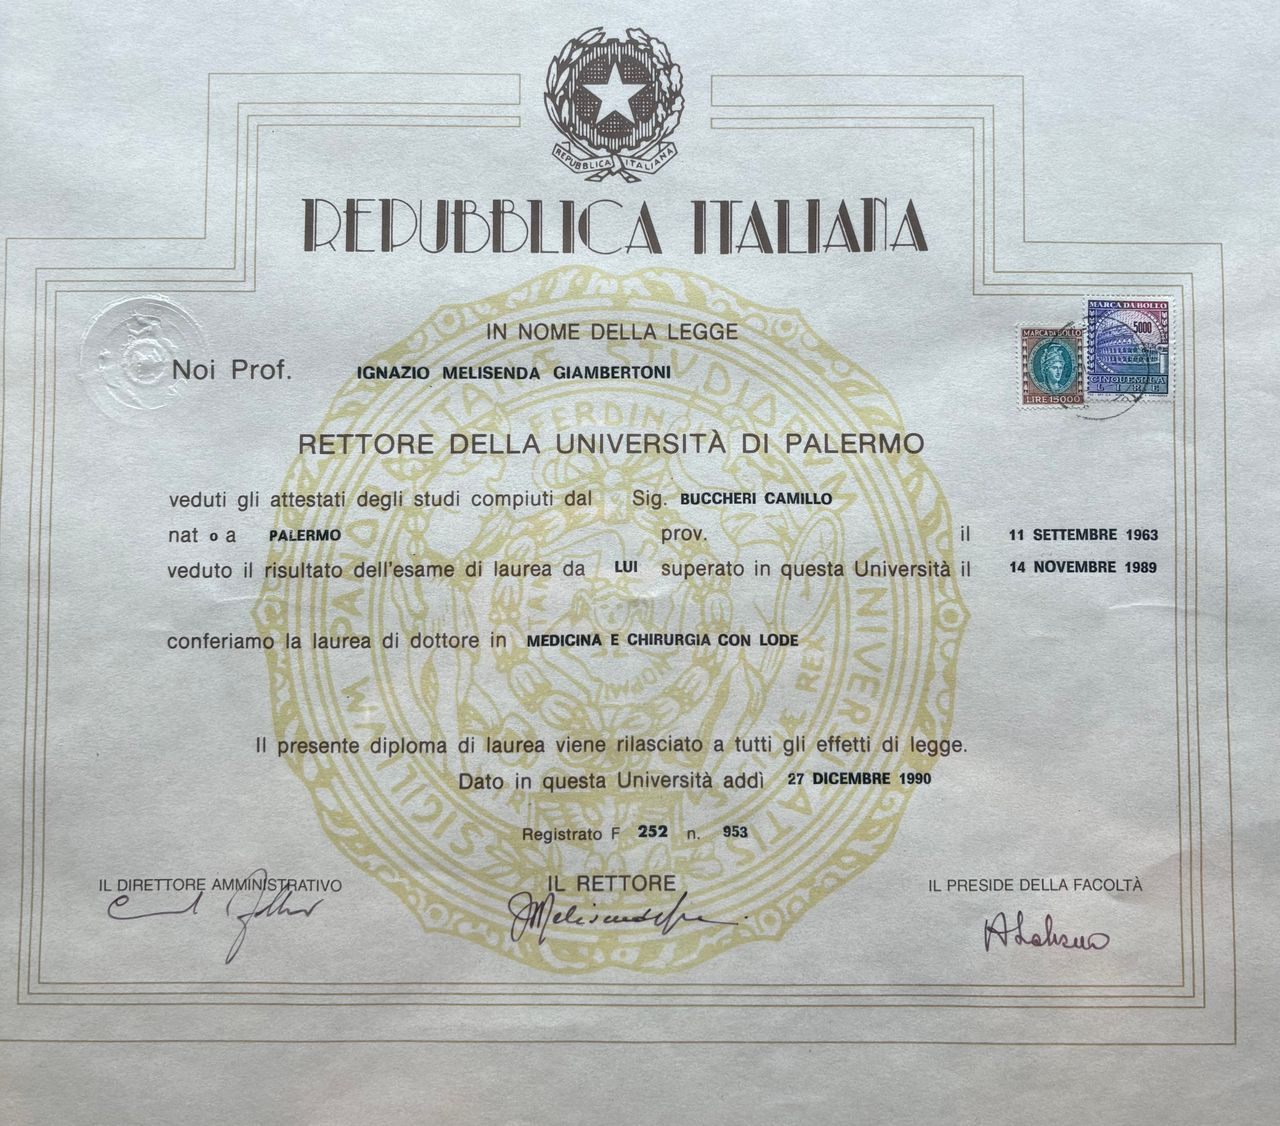 REPUBBLICA ITALIANA
REPUBBLICA ITALIANA
IN NOME DELLA LEGGE
Noi Prof. IGNAZIO MELISENDA GIAMBERTONI
MARCA DA BOLLO
LIRE 15000
MARCA DA BOLLO
5000
CINQUEMILA
LIRE
RETTORE DELLA UNIVERSITÀ DI PALERMO
veduti gli attestati degli studi compiuti dal Sig. BUCCHERI CAMILLO
nat o a PALERMO prov. il 11 SETTEMBRE 1963
veduto il risultato dell'esame di laurea da LUI superato in questa Università il 14 NOVEMBRE 1989
conferiamo la laurea di dottore in MEDICINA E CHIRURGIA CON LODE
Il presente diploma di laurea viene rilasciato a tutti gli effetti di legge.
Dato in questa Università addì 27 DICEMBRE 1990
Registrato F 252 n. 953
IL DIRETTORE AMMINISTRATIVO IL RETTORE IL PRESIDE DELLA FACOLTÀ